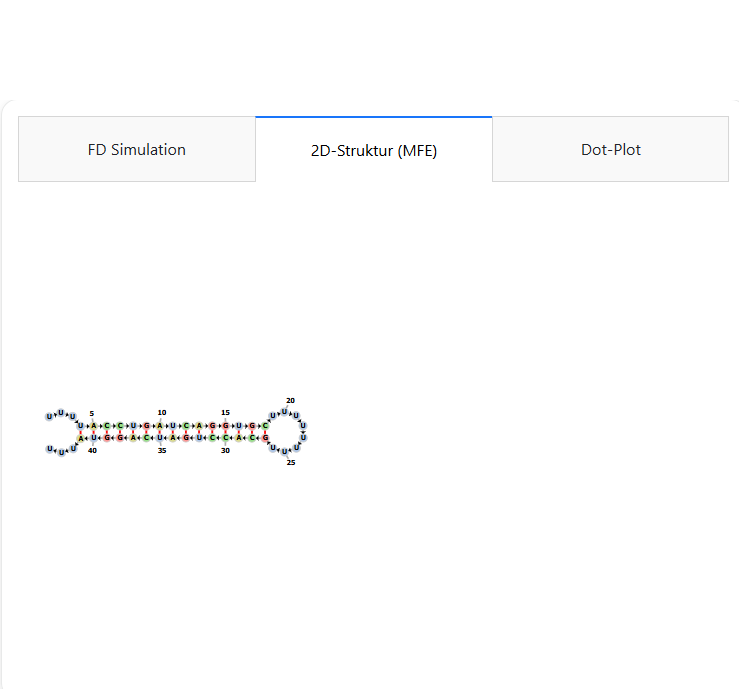 FD Simulation
2D-Struktur (MFE)
Dot-Plot
20
5 10 15
U U U U A C C U G A U C A G G U G C U U U U U U U U
U U U A U G G A C U A G U C C A C G
40 35 30
25